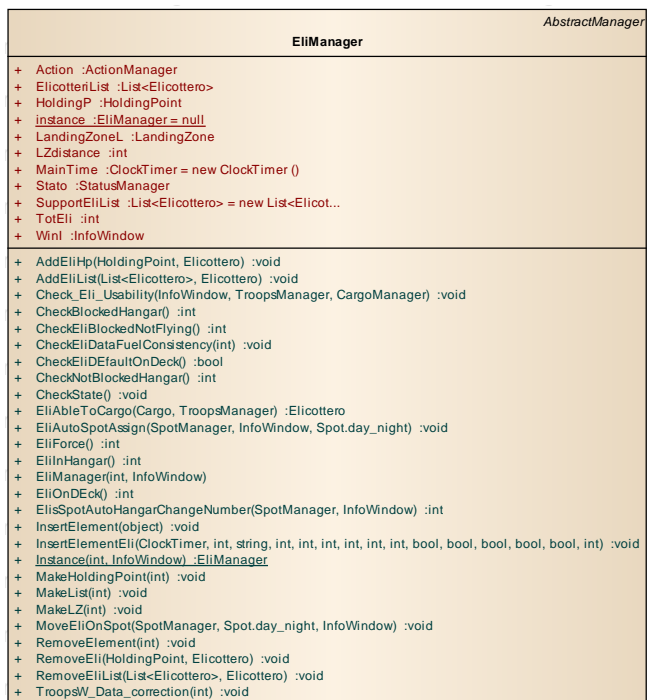 AbstractManager
EliManager
+ Action :ActionManager
+ ElicotteriList :List<Elicottero>
+ HoldingP :HoldingPoint
+ instance :EliManager = null
+ LandingZoneL :LandingZone
+ LZdistance :int
+ MainTime :ClockTimer = new ClockTimer ()
+ Stato :StatusManager
+ SupportEliList :List<Elicottero> = new List<Elicot...
+ TotEli :int
+ WinI :InfoWindow
+ AddEliHp(HoldingPoint, Elicottero) :void
+ AddEliList(List<Elicottero>, Elicottero) :void
+ Check_Eli_Usability(InfoWindow, TroopsManager, CargoManager) :void
+ CheckBlockedHangar() :int
+ CheckEliBlockedNotFlying() :int
+ CheckEliDataFuelConsistency(int) :void
+ CheckEliDEfaultOnDeck() :bool
+ CheckNotBlockedHangar() :int
+ CheckState() :void
+ EliAbleToCargo(Cargo, TroopsManager) :Elicottero
+ EliAutoSpotAssign(SpotManager, InfoWindow, Spot.day_night) :void
+ EliForce() :int
+ EliInHangar() :int
+ EliManager(int, InfoWindow)
+ EliOnDEck() :int
+ ElisSpotAutoHangarChangeNumber(SpotManager, InfoWindow) :int
+ InsertElement(object) :void
+ InsertElementEli(ClockTimer, int, string, int, int, int, int, int, int, bool, bool, bool, bool, bool, int) :void
+ Instance(int, InfoWindow) :EliManager
+ MakeHoldingPoint(int) :void
+ MakeList(int) :void
+ MakeLZ(int) :void
+ MoveEliOnSpot(SpotManager, Spot.day_night, InfoWindow) :void
+ RemoveElement(int) :void
+ RemoveEli(HoldingPoint, Elicottero) :void
+ RemoveEliList(List<Elicottero>, Elicottero) :void
+ TroopsW_Data_correction(int) :void